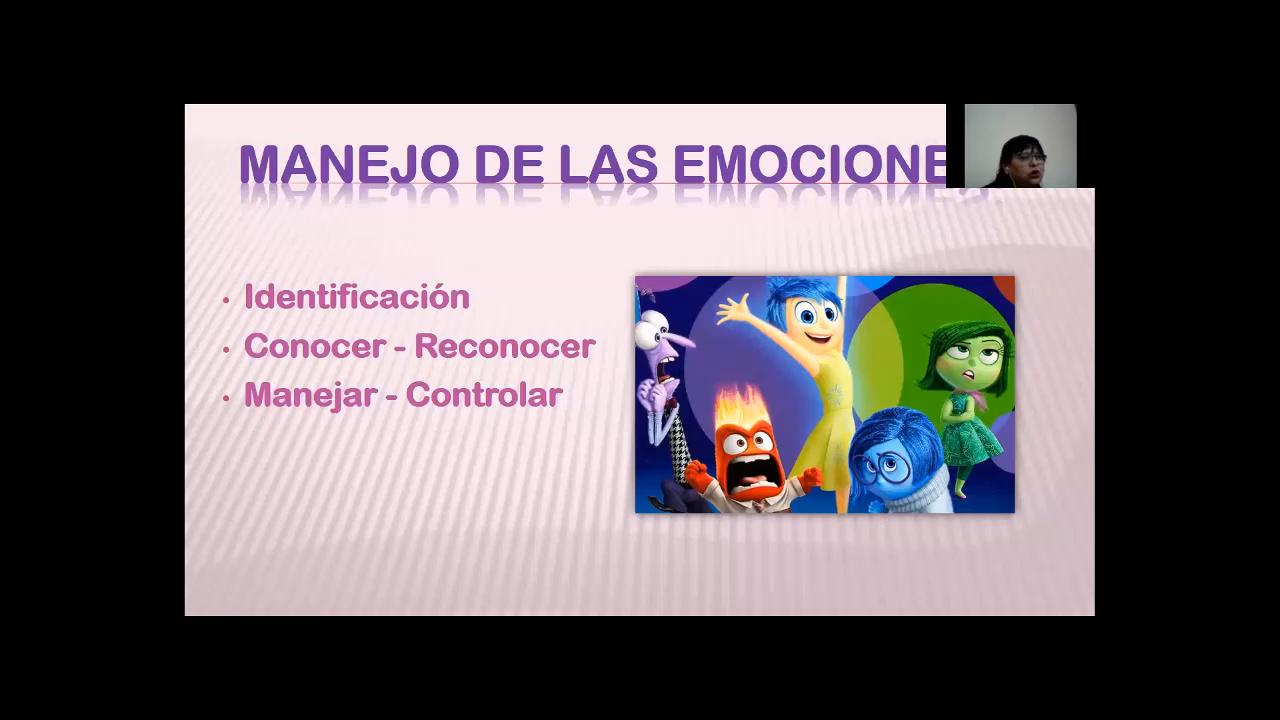 MANEJO DE LAS EMOCIONE
• Identificación
• Conocer - Reconocer
• Manejar - Controlar